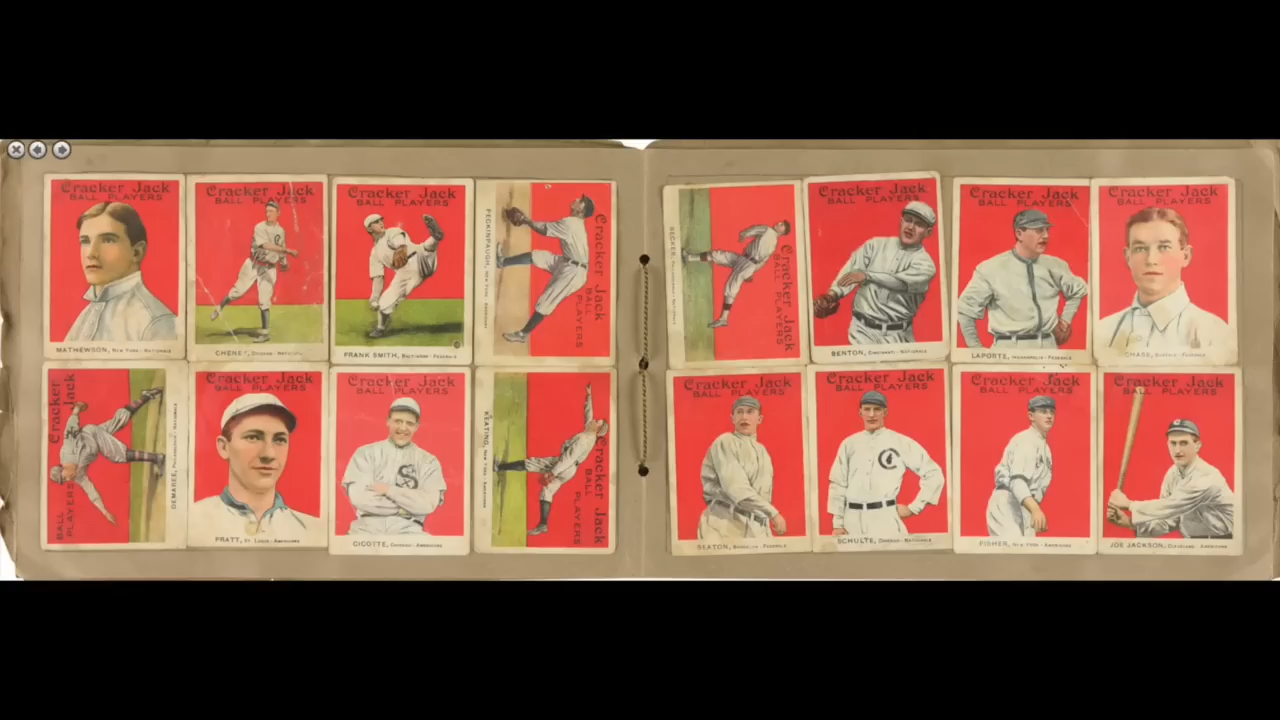 Cracker Jack
BALL PLAYERS
MATHEWSON, NEW YORK - NATIONALS
Cracker Jack
BALL PLAYERS
CHENEY, CHICAGO - NATIONALS
Cracker Jack
BALL PLAYERS
FRANK SMITH, BALTIMORE - FEDERALS
Cracker Jack
BALL
PLAYERS
PECKINPAUGH, NEW YORK - AMERICANS
Cracker Jack
BALL PLAYERS
BECKER, PHILADELPHIA - NATIONALS
Cracker Jack
BALL PLAYERS
BENTON, CINCINNATI - NATIONALS
Cracker Jack
BALL PLAYERS
LAPORTE, INDIANAPOLIS - FEDERALS
Cracker Jack
BALL PLAYERS
CHASE, BUFFALO - FEDERALS
Cracker Jack
BALL PLAYERS
DEMAREE, PHILADELPHIA - NATIONALS
Cracker Jack
BALL PLAYERS
PRATT, ST. LOUIS - AMERICANS
Cracker Jack
BALL PLAYERS
CICOTTE, CHICAGO - AMERICANS
Cracker Jack
BALL
PLAYERS
KEATING, NEW YORK - AMERICANS
Cracker Jack
BALL PLAYERS
SEATON, BROOKLYN - FEDERALS
Cracker Jack
BALL PLAYERS
SCHULTE, CHICAGO - NATIONALS
Cracker Jack
BALL PLAYERS
FISHER, NEW YORK - AMERICANS
Cracker Jack
BALL PLAYERS
JOE JACKSON, CLEVELAND - AMERICANS